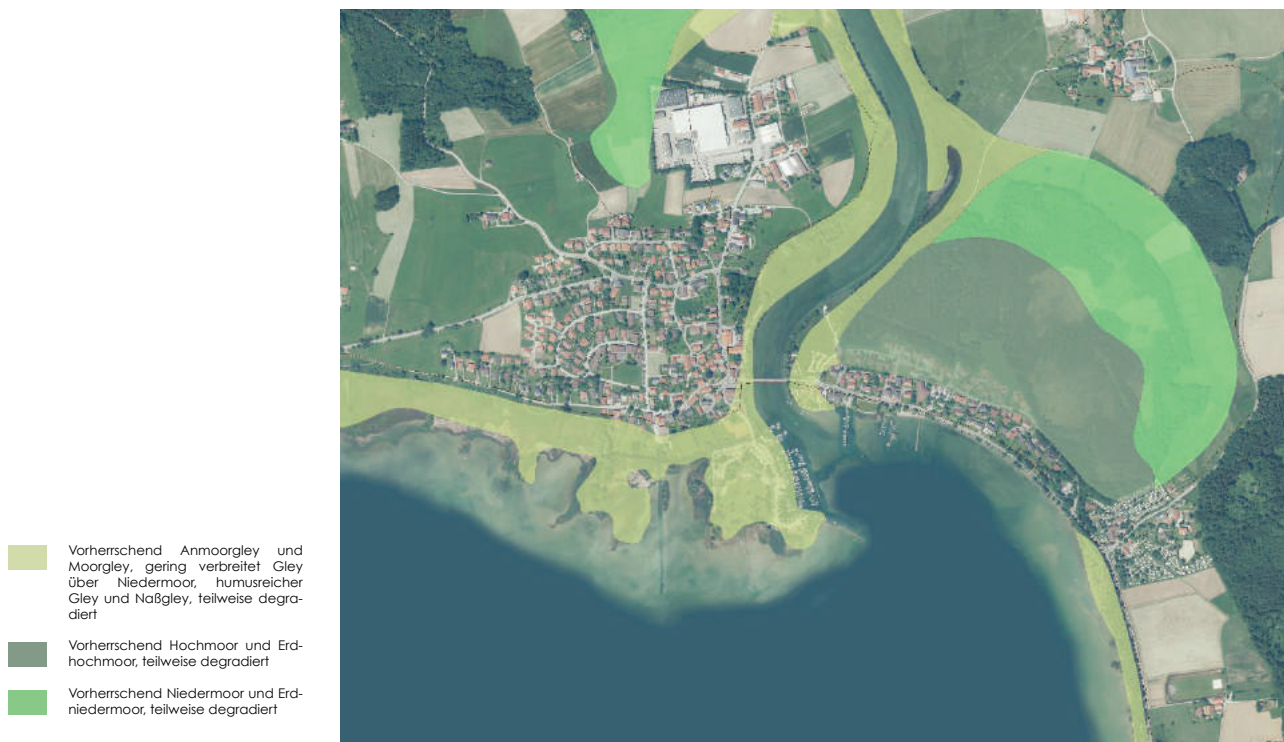 Vorherrschend Anmoorgley und
Moorgley, gering verbreitet Gley
über Niedermoor, humusreicher
Gley und Naßgley, teilweise degra-
diert
Vorherrschend Hochmoor und Erd-
hochmoor, teilweise degradiert
Vorherrschend Niedermoor und Erd-
niedermoor, teilweise degradiert